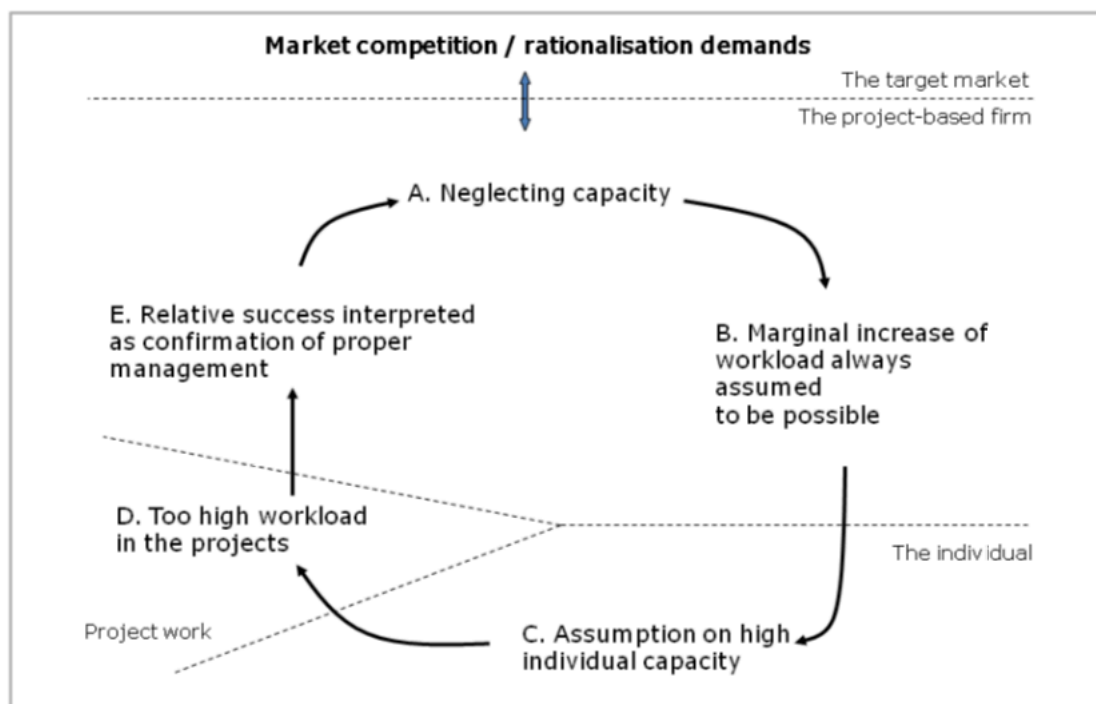 Market competition / rationalisation demands
The target market
The project-based firm
A. Neglecting capacity
E. Relative success interpreted
as confirmation of proper
management
B. Marginal increase of
workload always
assumed
to be possible
D. Too high workload
in the projects
The individual
Project work
C. Assumption on high
individual capacity